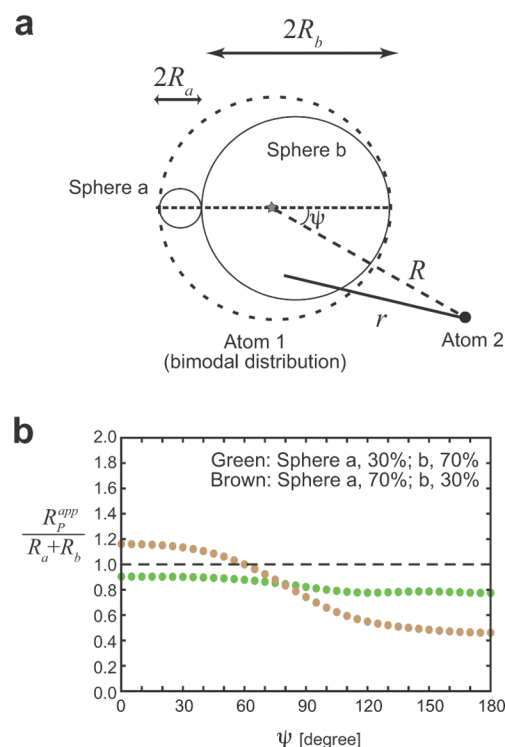 a
2R_b
2R_a
Sphere b
Sphere a
ψ
R
r
Atom 2
Atom 1
(bimodal distribution)
b
2.0
1.8
1.6
1.4
1.2
1.0
0.8
0.6
0.4
0.2
0.0
Green: Sphere a, 30%; b, 70%
Brown: Sphere a, 70%; b, 30%
R_P^app
R_a+R_b
0 30 60 90 120 150 180
ψ [degree]